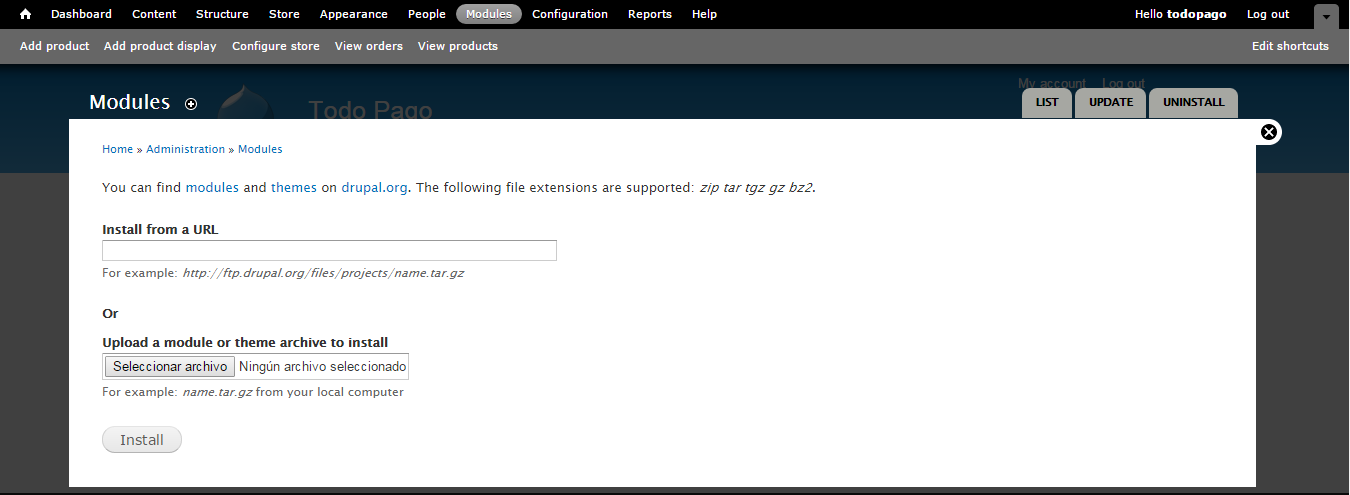 Dashboard Content Structure Store Appearance People Modules Configuration Reports Help Hello todopago Log out
Add product Add product display Configure store View orders View products Edit shortcuts
My account Log out
Modules Todo Pago LIST UPDATE UNINSTALL
Home » Administration » Modules
You can find modules and themes on drupal.org. The following file extensions are supported: zip tar tgz gz bz2.
Install from a URL
For example: http://ftp.drupal.org/files/projects/name.tar.gz
Or
Upload a module or theme archive to install
Seleccionar archivo Ningún archivo seleccionado
For example: name.tar.gz from your local computer
Install